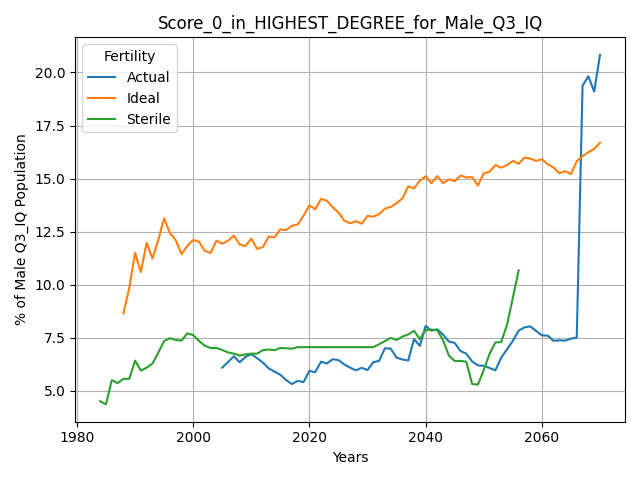 Score_0_in_HIGHEST_DEGREE_for_Male_Q3_IQ
Fertility
Actual
Ideal
Sterile
% of Male Q3_IQ Population
20.0
17.5
15.0
12.5
10.0
7.5
5.0
1980
2000
2020
2040
2060
Years